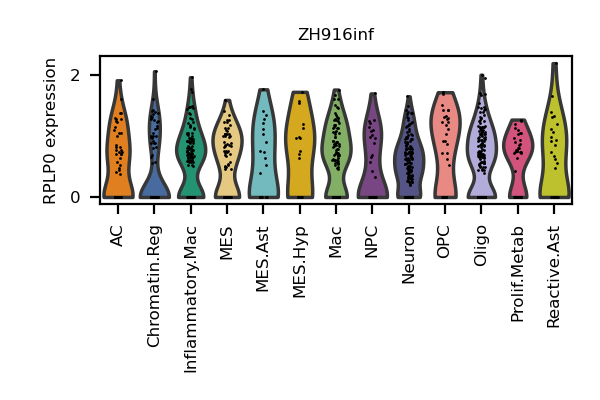 ZH916inf
RPLP0 expression
2
0
AC
Chromatin.Reg
Inflammatory.Mac
MES
MES.Ast
MES.Hyp
Mac
NPC
Neuron
OPC
Oligo
Prolif.Metab
Reactive.Ast